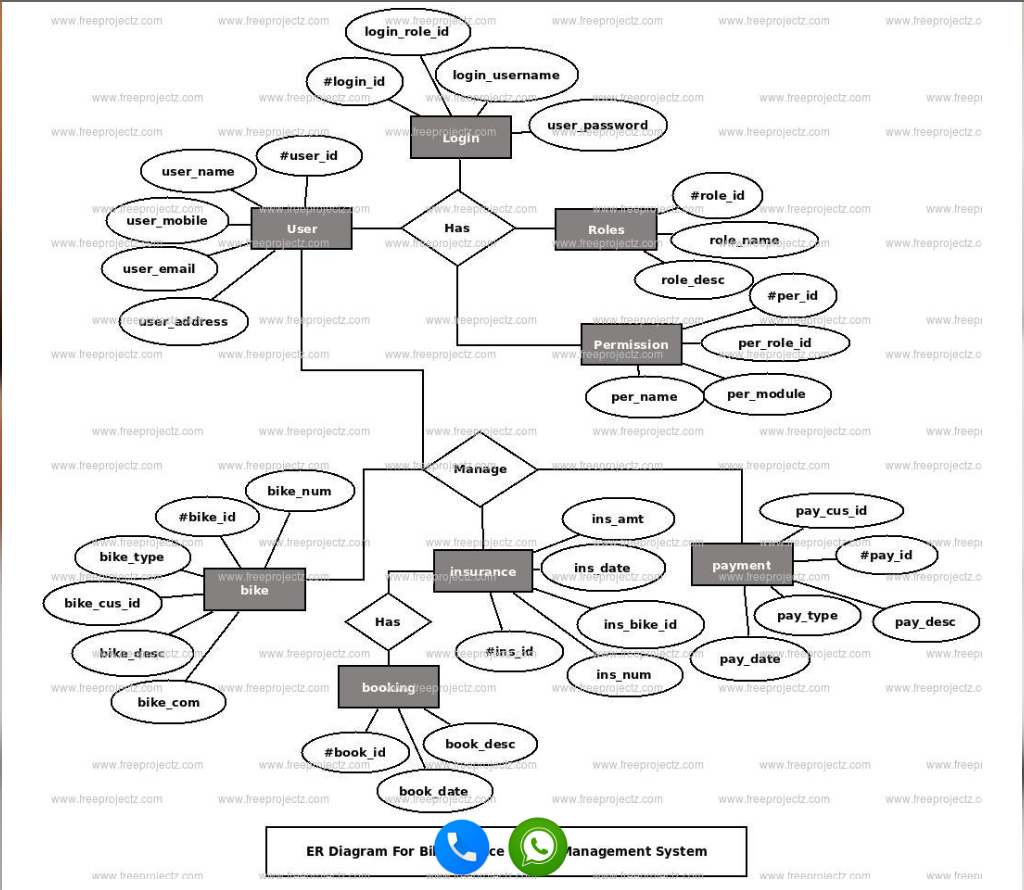 login_role_id
#login_id
login_username
user_password
Login
user_name
#user_id
user_mobile
user_email
user_address
User
Has
Roles
#role_id
role_name
role_desc
#per_id
Permission
per_role_id
per_name
per_module
Manage
bike_num
#bike_id
bike_type
bike_cus_id
bike
bike_desc
bike_com
ins_amt
insurance
ins_date
ins_bike_id
#ins_id
ins_num
pay_cus_id
payment
#pay_id
pay_type
pay_desc
pay_date
Has
booking
#book_id
book_desc
book_date
ER Diagram For Management System
www.freeprojectz.com